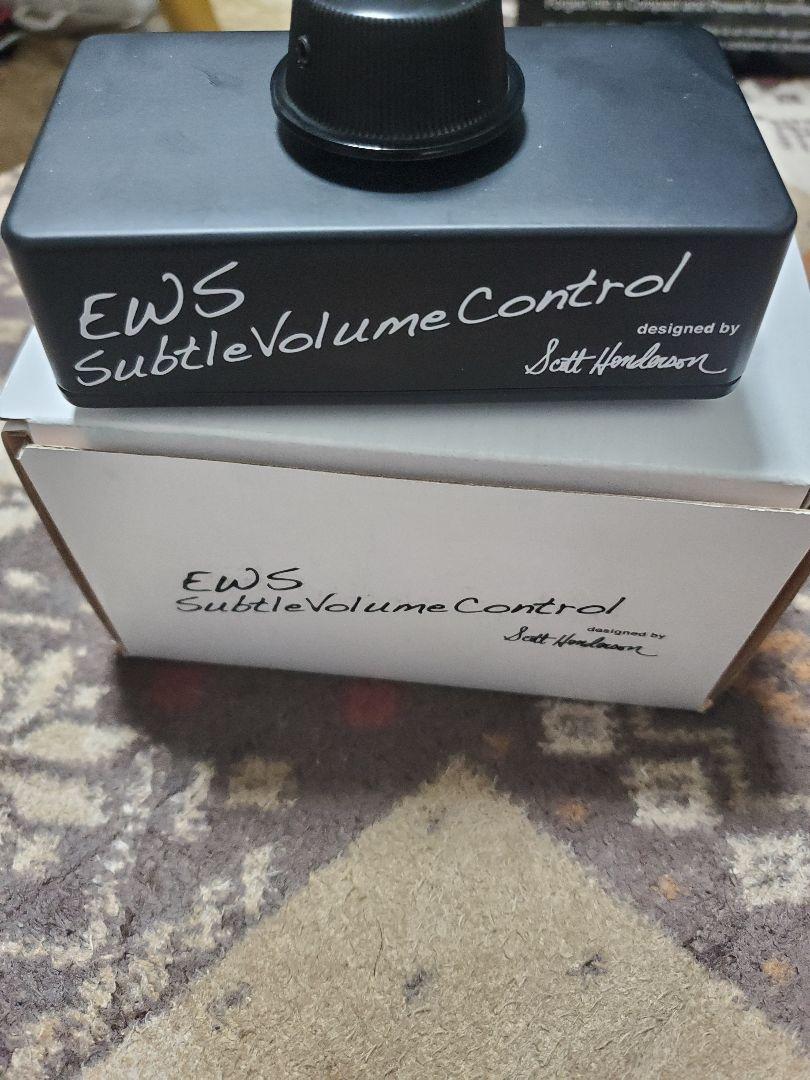 EWS
SubtleVolumeControl
designed by
Scott Henderson
EWS
SubtleVolumeControl
designed by
Scott Henderson